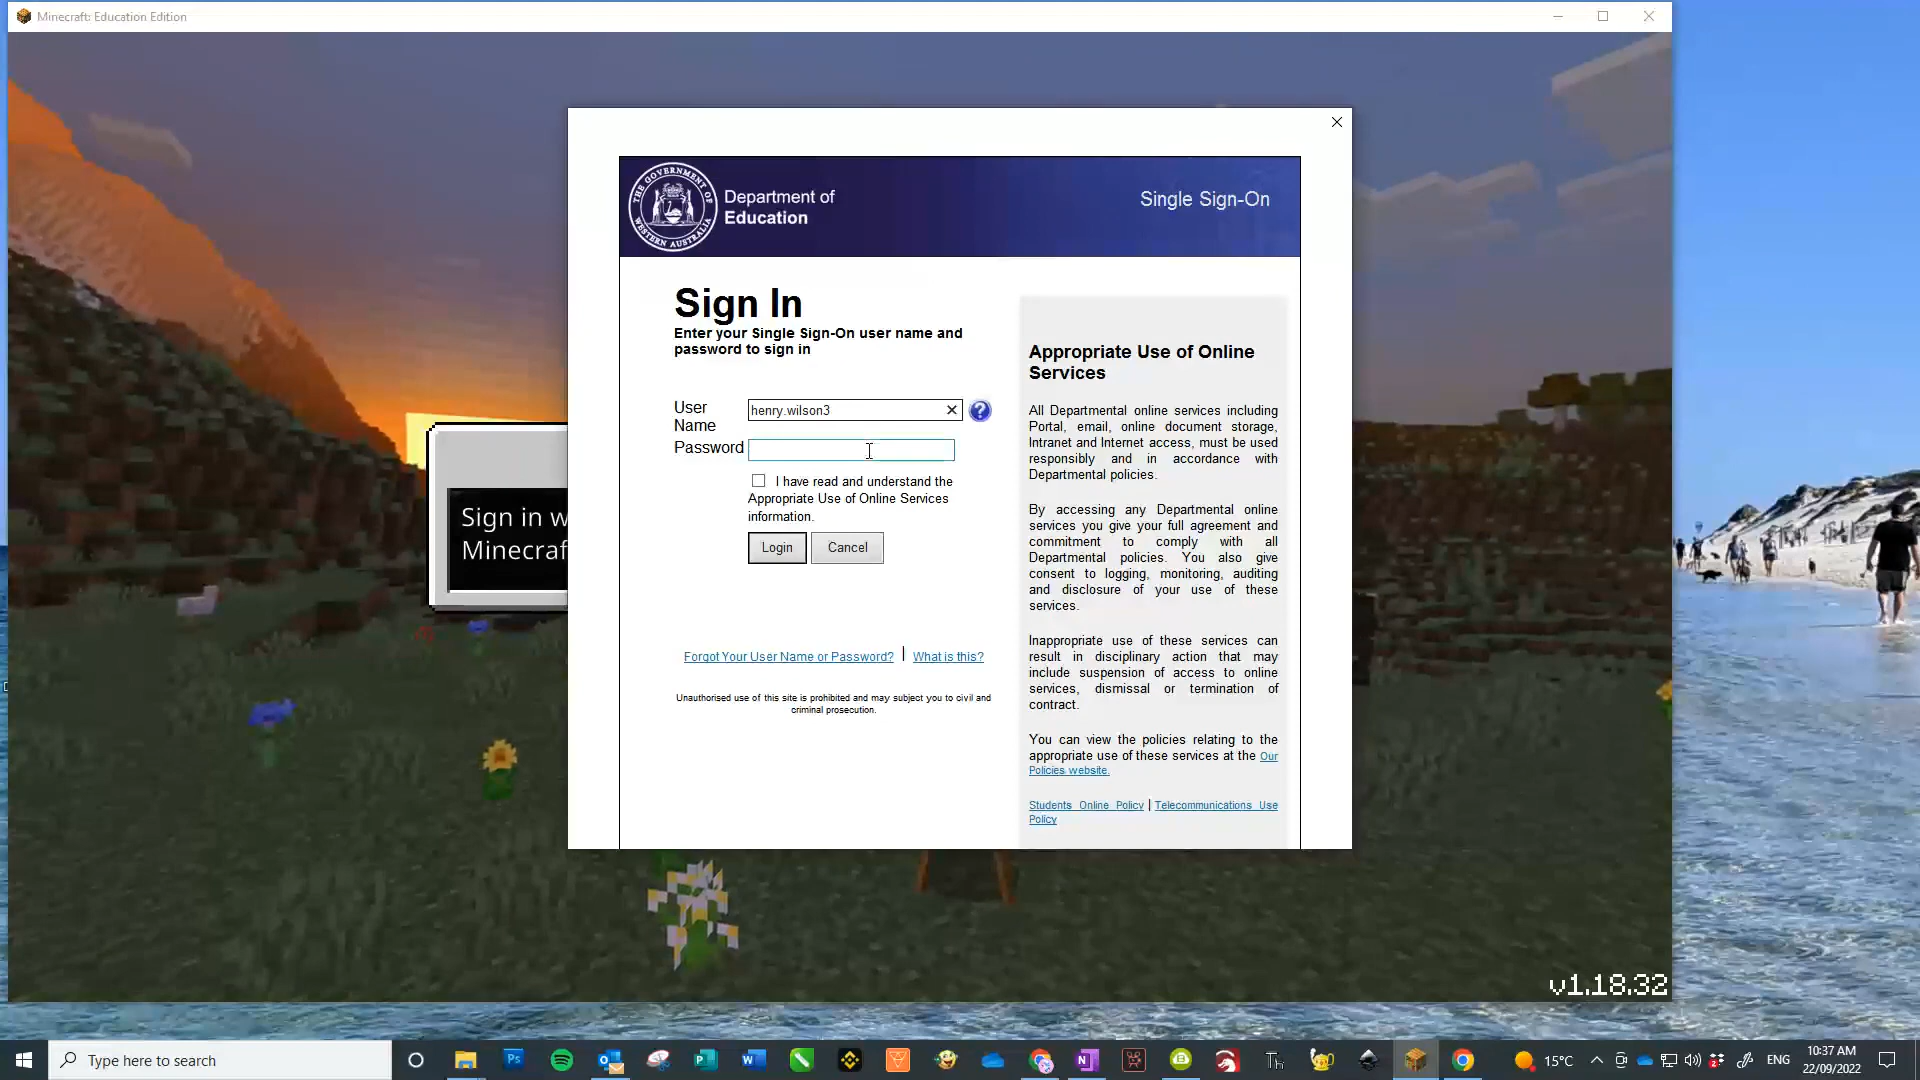 Minecraft: Education Edition
THE GOVERNMENT OF
WESTERN AUSTRALIA
Department of
Education
Single Sign-On
Sign In
Enter your Single Sign-On user name and
password to sign in
User
Name
henry.wilson3
Password
I have read and understand the
Appropriate Use of Online Services
information.
Login
Cancel
Forgot Your User Name or Password?
What is this?
Unauthorised use of this site is prohibited and may subject you to civil and
criminal prosecution.
Appropriate Use of Online
Services
All Departmental online services including
Portal, email, online document storage,
Intranet and Internet access, must be used
responsibly and in accordance with
Departmental policies.
By accessing any Departmental online
services you give your full agreement and
commitment to comply with all
Departmental policies. You also give
consent to logging, monitoring, auditing
and disclosure of your use of these
services.
Inappropriate use of these services can
result in disciplinary action that may
include suspension of access to online
services, dismissal or termination of
contract.
You can view the policies relating to the
appropriate use of these services at the Our
Policies website.
Students Online Policy | Telecommunications Use
Policy
Sign in w
Minecraf
v1.18.32
Type here to search
Ps
W
N
Th
15°C
ENG
10:37 AM
22/09/2022